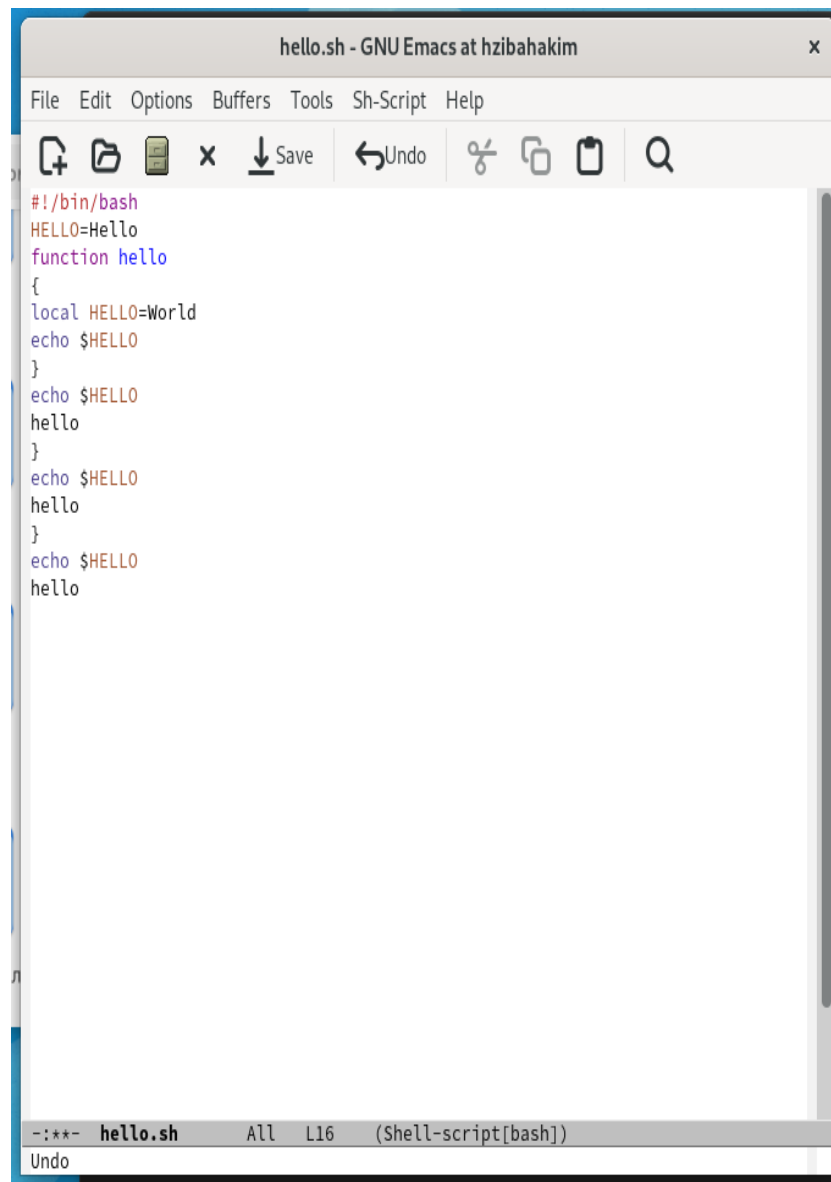 hello.sh - GNU Emacs at hzibahakim x
File Edit Options Buffers Tools Sh-Script Help
Save Undo
#!/bin/bash
HELLO=Hello
function hello
{
local HELLO=World
echo $HELLO
}
echo $HELLO
hello
}
echo $HELLO
hello
}
echo $HELLO
hello
-:**- hello.sh All L16 (Shell-script[bash])
Undo